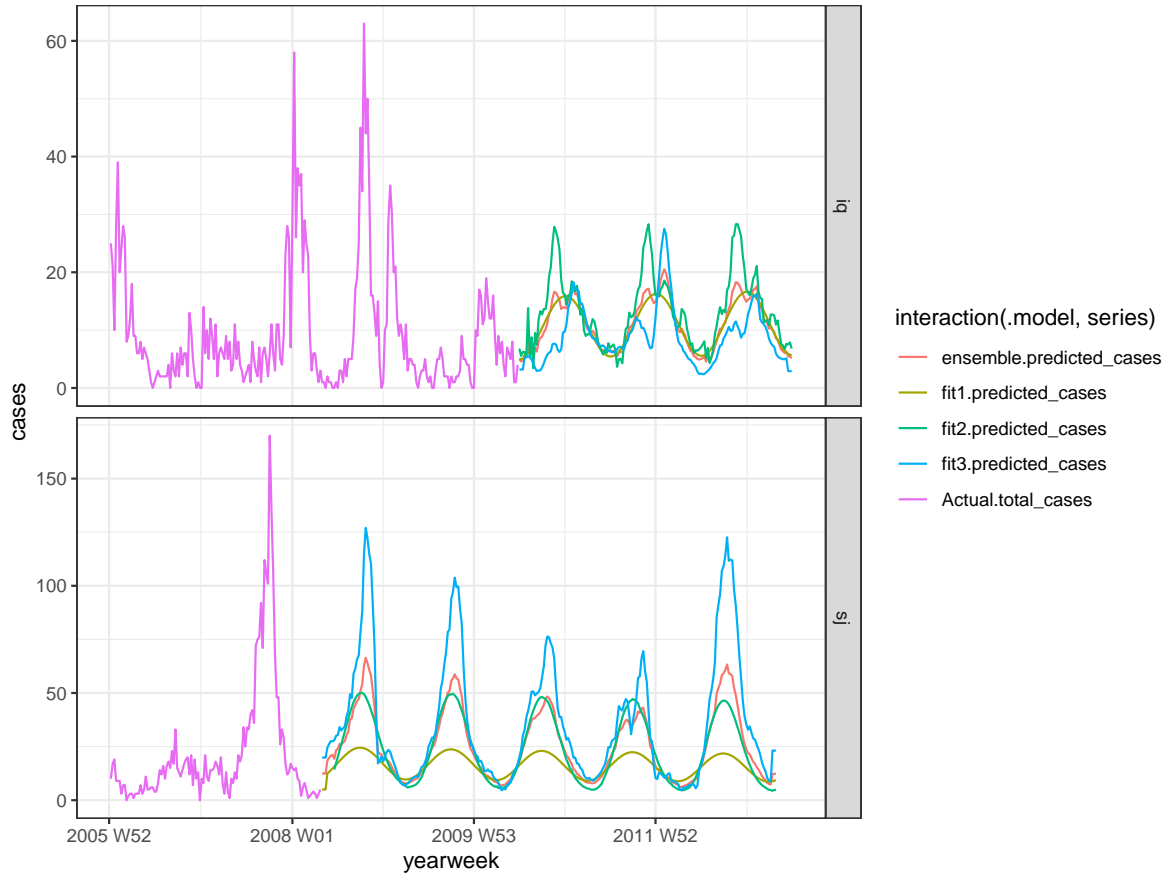 60
40
20
0
iq
150
100
50
0
sj
cases
2005 W52
2008 W01
2009 W53
2011 W52
yearweek
interaction(.model, series)
ensemble.predicted_cases
fit1.predicted_cases
fit2.predicted_cases
fit3.predicted_cases
Actual.total_cases